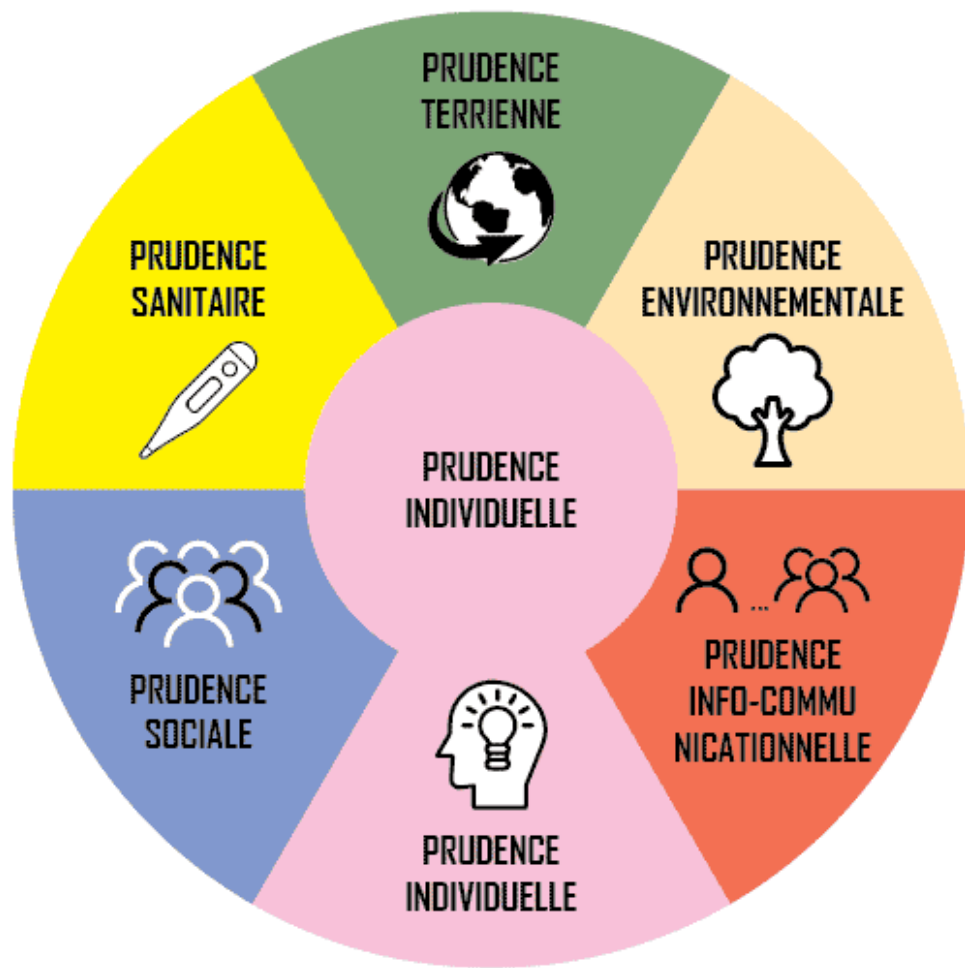 PRUDENCE
TERRIENNE
PRUDENCE
SANITAIRE
PRUDENCE
ENVIRONNEMENTALE
PRUDENCE
INDIVIDUELLE
...
PRUDENCE
SOCIALE
PRUDENCE
INFO-COMMU
NICATIONNELLE
PRUDENCE
INDIVIDUELLE